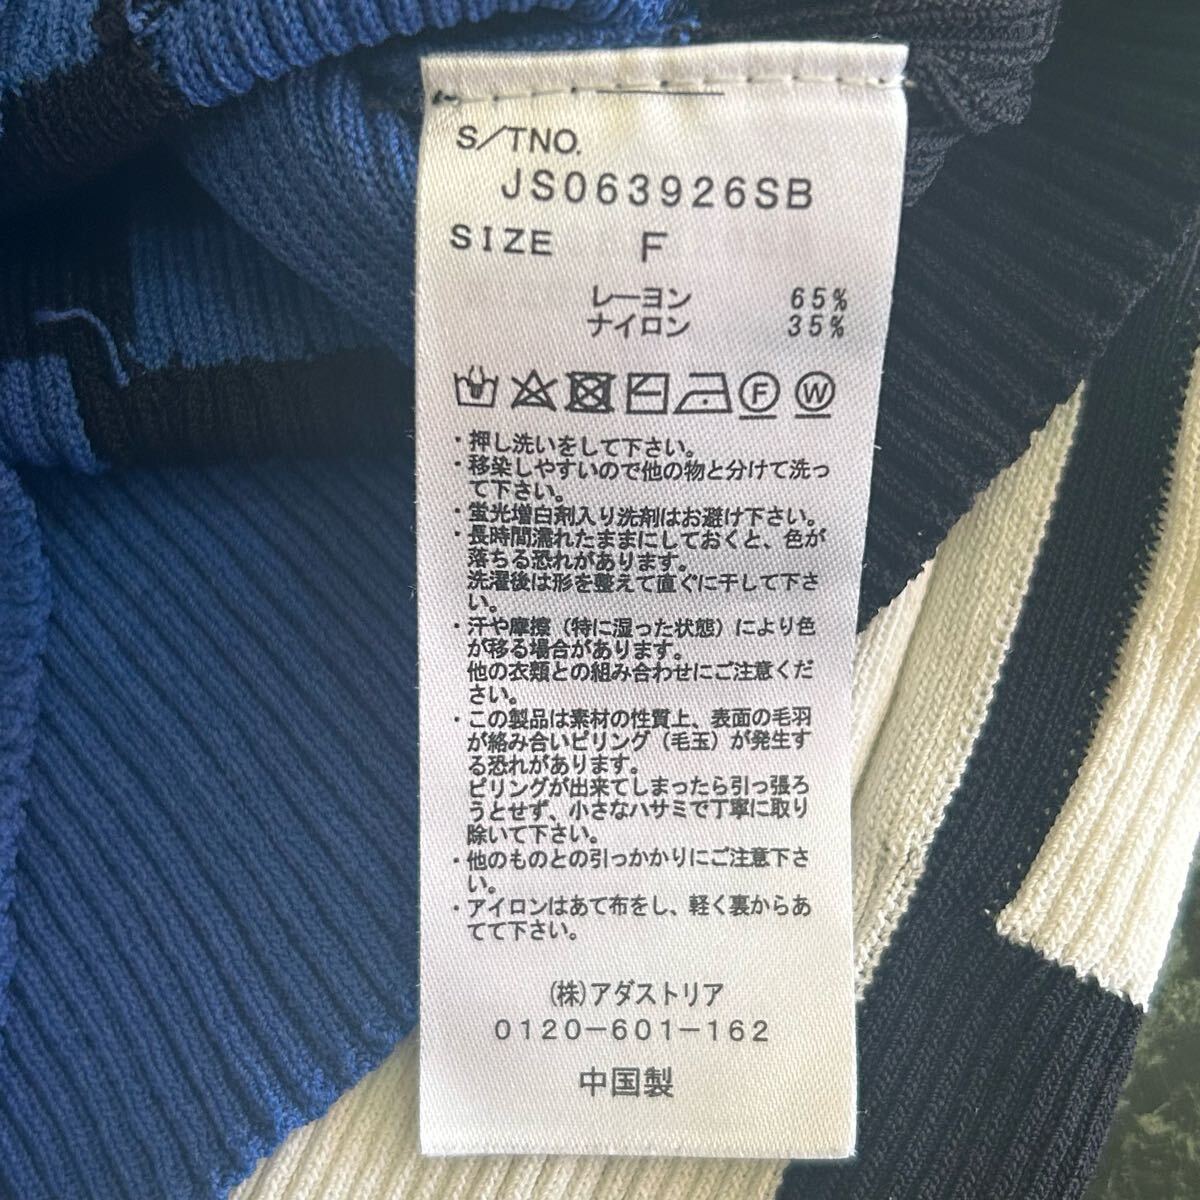 S/TNO.
JS063926SB
SIZE F
レーヨン 65%
ナイロン 35%
F W
・押し洗いをして下さい。
・移染しやすいので他の物と分けて洗っ
て下さい。
・蛍光増白剤入り洗剤はお避け下さい。
・長時間濡れたままにしておくと、色が
落ちる恐れがあります。
洗濯後は形を整えて直ぐに干して下さ
い。
・汗や摩擦（特に湿った状態）により色
が移る場合があります。
他の衣類との組み合わせにご注意くだ
さい。
・この製品は素材の性質上、表面の毛羽
が絡み合いピリング（毛玉）が発生す
る恐れがあります。
ピリングが出来てしまったら引っ張ろ
うとせず、小さなハサミで丁寧に取り
除いて下さい。
・他のものとの引っかかりにご注意下さ
い。
・アイロンはあて布をし、軽く裏からあ
てて下さい。
(株)アダストリア
0120-601-162
中国製